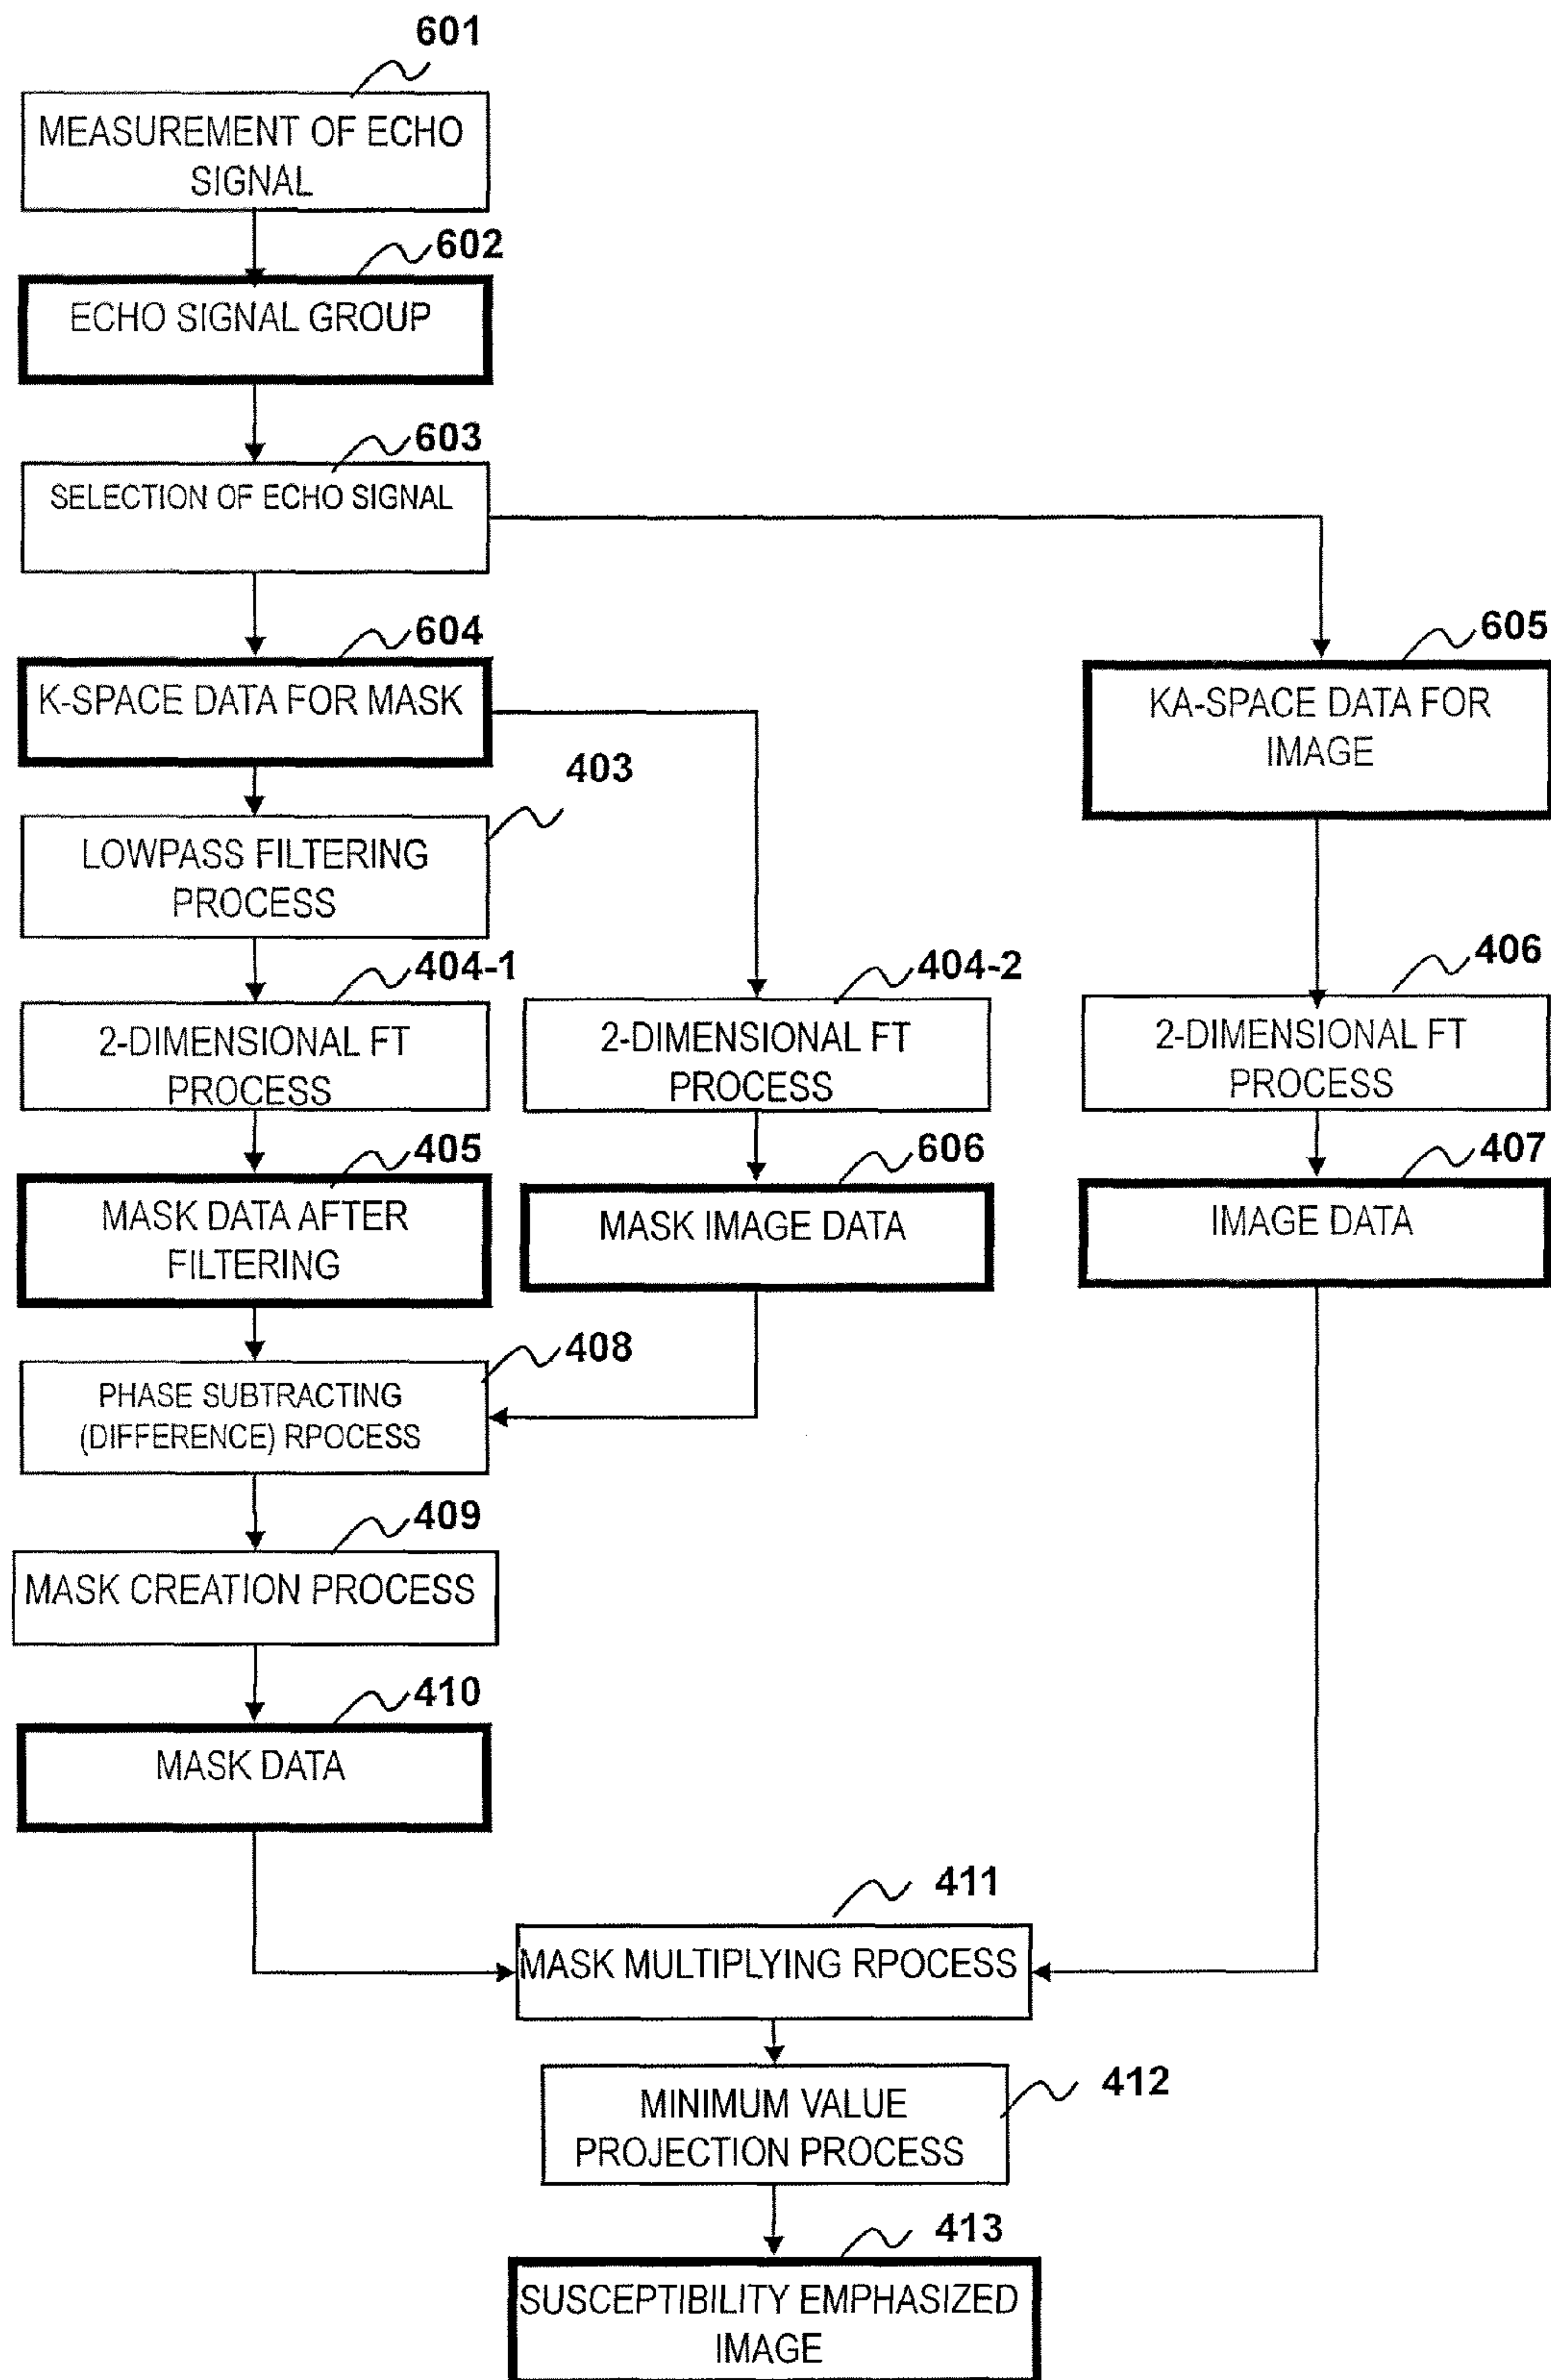 601
MEASUREMENT OF ECHO
SIGNAL
602
ECHO SIGNAL GROUP
603
SELECTION OF ECHO SIGNAL
604
K-SPACE DATA FOR MASK
605
KA-SPACE DATA FOR
IMAGE
403
LOWPASS FILTERING
PROCESS
404-1
2-DIMENSIONAL FT
PROCESS
404-2
2-DIMENSIONAL FT
PROCESS
406
2-DIMENSIONAL FT
PROCESS
405
MASK DATA AFTER
FILTERING
606
MASK IMAGE DATA
407
IMAGE DATA
408
PHASE SUBTRACTING
(DIFFERENCE) RPOCESS
409
MASK CREATION PROCESS
410
MASK DATA
411
MASK MULTIPLYING RPOCESS
412
MINIMUM VALUE
PROJECTION PROCESS
413
SUSCEPTIBILITY EMPHASIZED
IMAGE